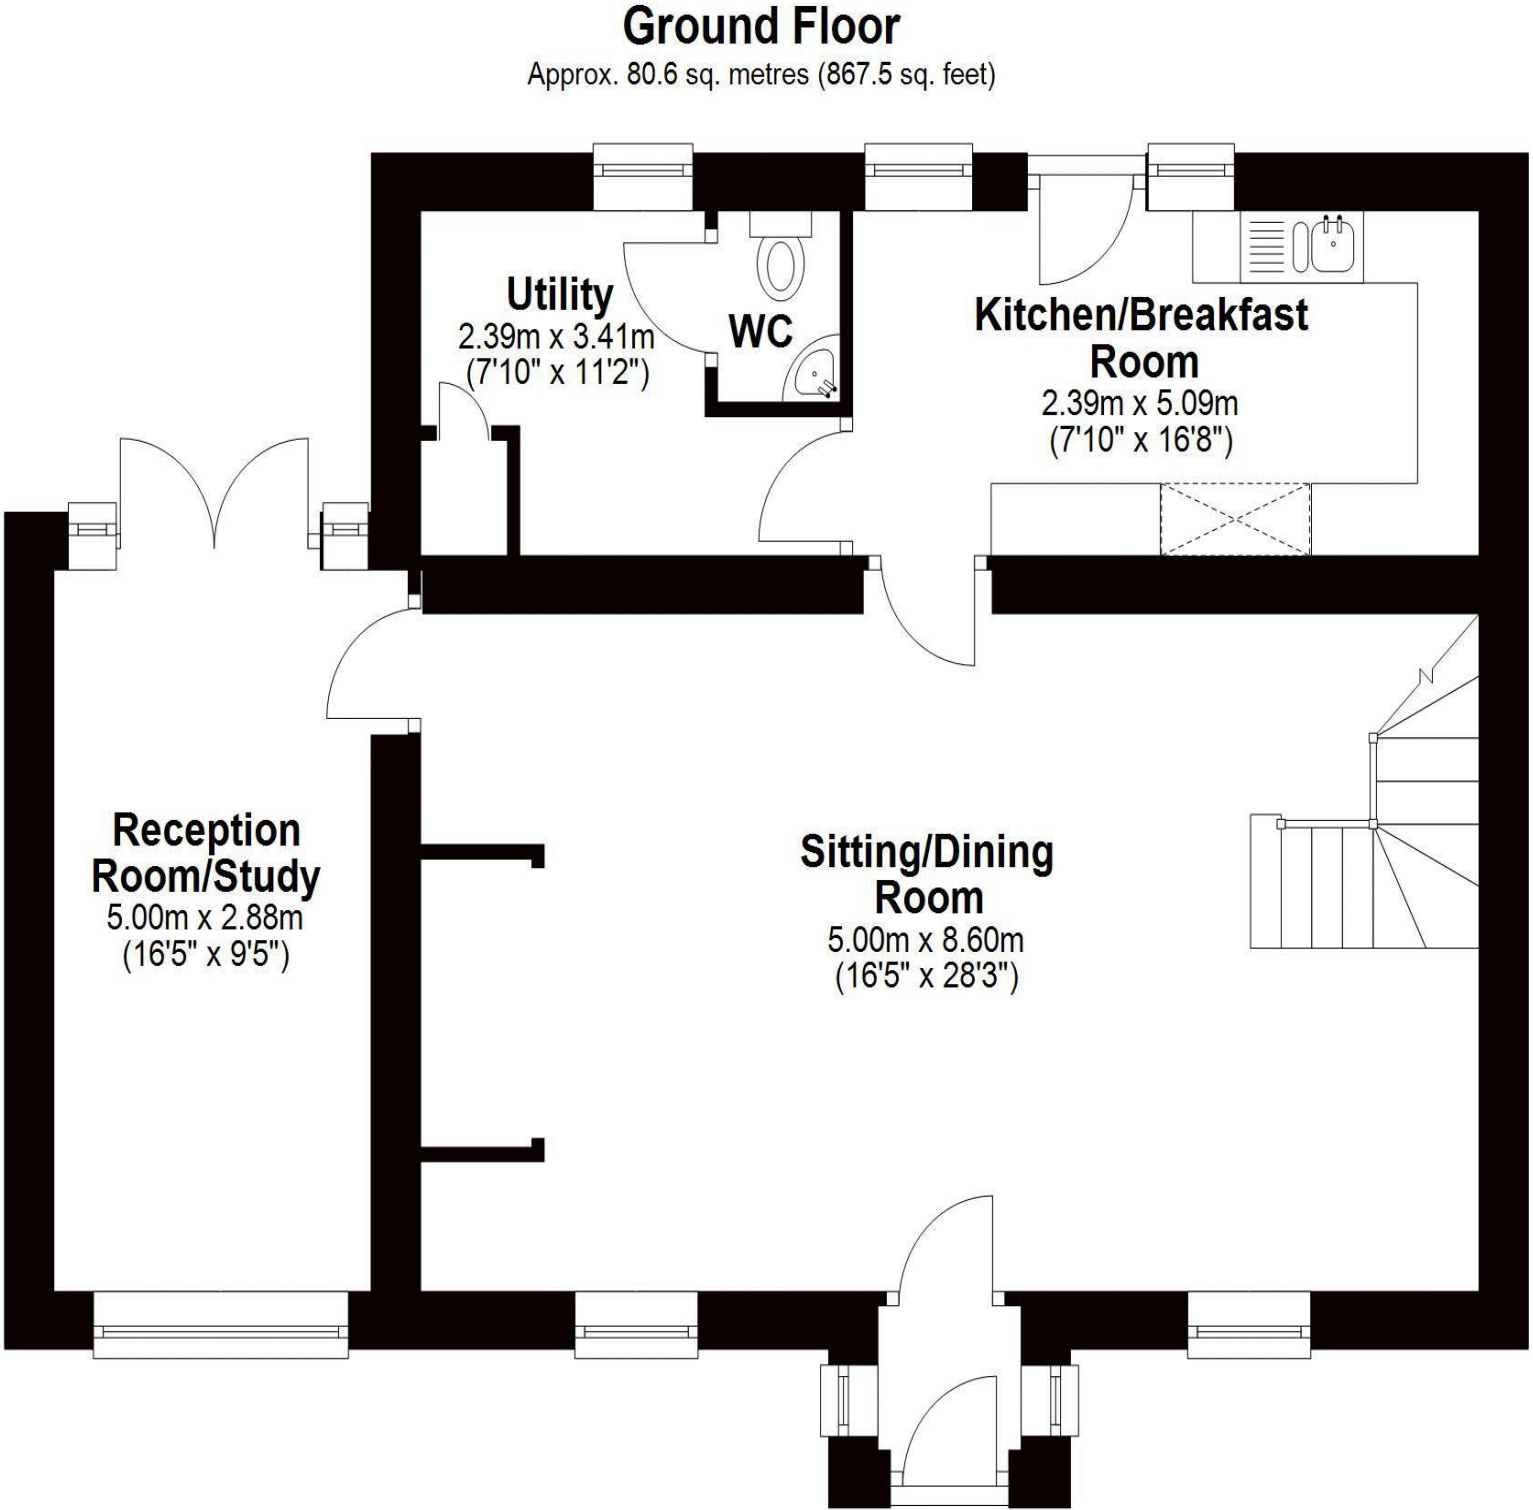 Ground Floor
Approx. 80.6 sq. metres (867.5 sq. feet)
Utility
2.39m x 3.41m
(7'10" x 11'2")
WC
Kitchen/Breakfast
Room
2.39m x 5.09m
(7'10" x 16'8")
Reception
Room/Study
5.00m x 2.88m
(16'5" x 9'5")
Sitting/Dining
Room
5.00m x 8.60m
(16'5" x 28'3")